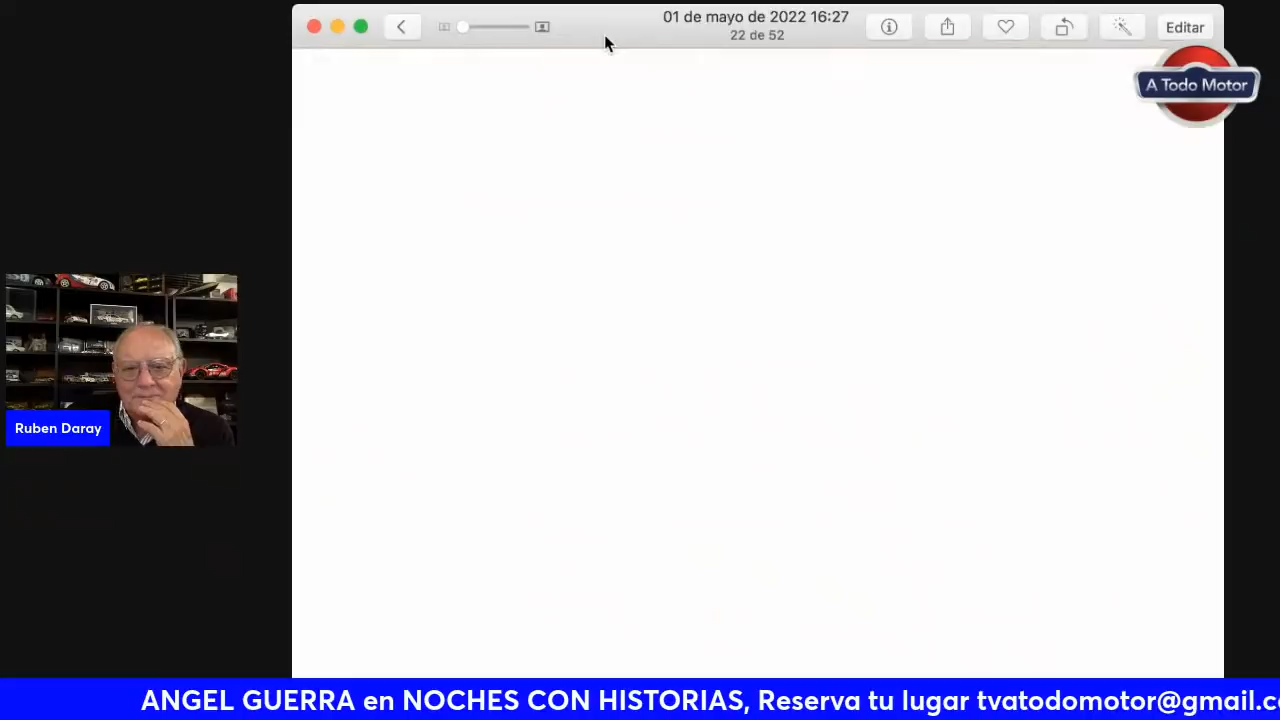 01 de mayo de 2022 16:27
22 de 52
Editar
A Todo Motor
Ruben Daray
ANGEL GUERRA en NOCHES CON HISTORIAS, Reserva tu lugar tvatodomotor@gmail.c